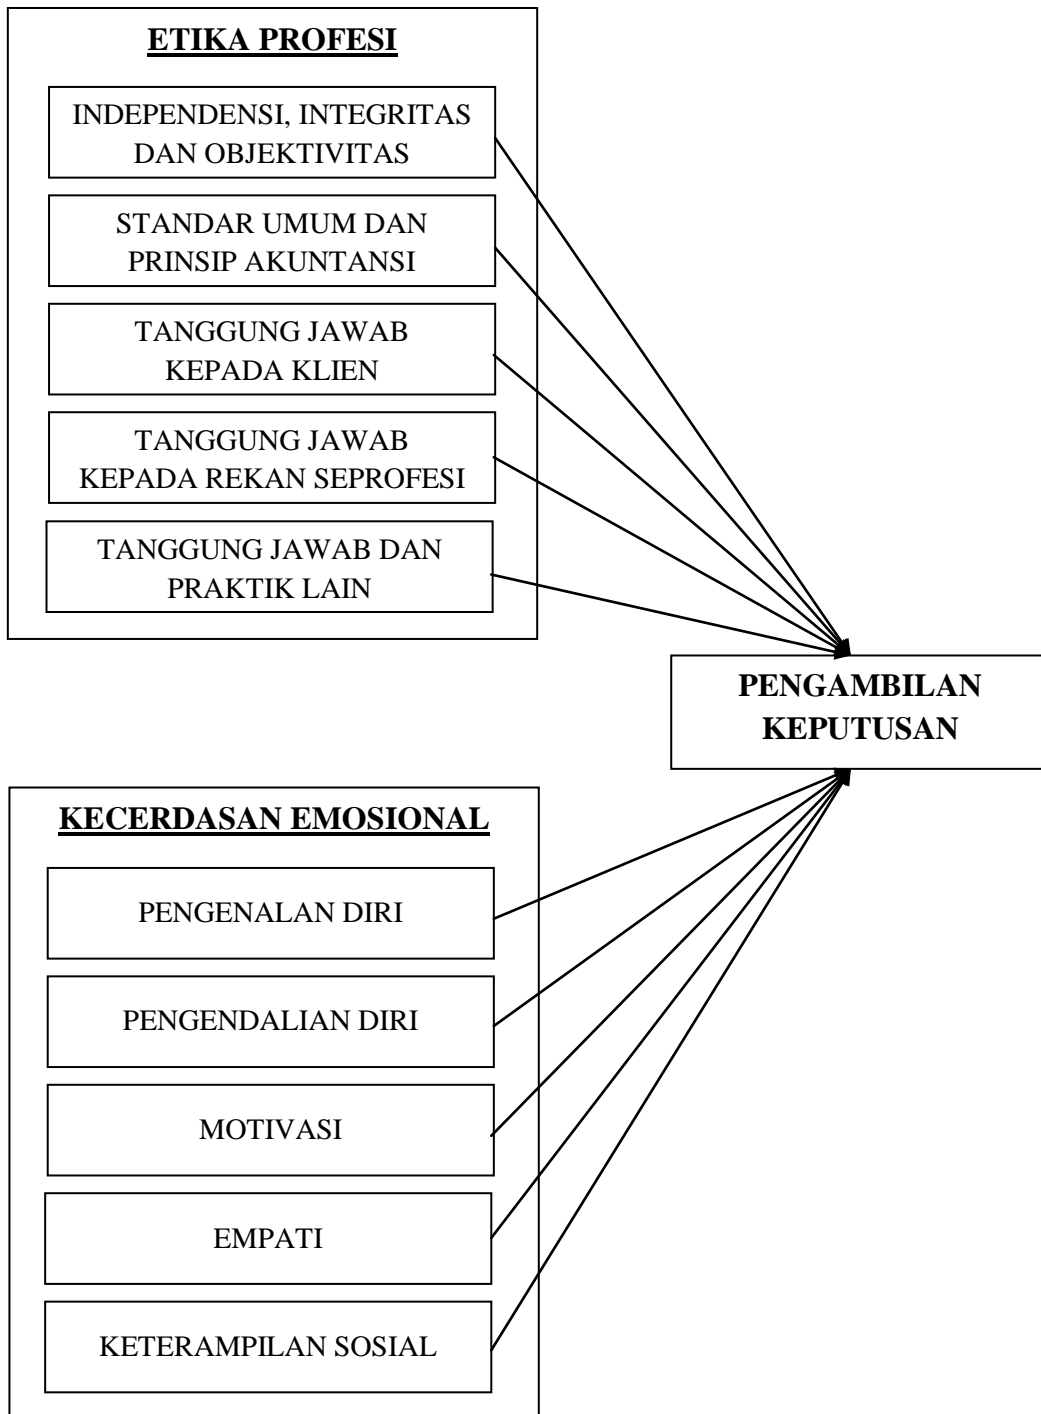 ETIKA PROFESI
INDEPENDENSI, INTEGRITAS
DAN OBJEKTIVITAS
STANDAR UMUM DAN
PRINSIP AKUNTANSI
TANGGUNG JAWAB
KEPADA KLIEN
TANGGUNG JAWAB
KEPADA REKAN SEPROFESI
TANGGUNG JAWAB DAN
PRAKTIK LAIN
PENGAMBILAN
KEPUTUSAN
KECERDASAN EMOSIONAL
PENGENALAN DIRI
PENGENDALIAN DIRI
MOTIVASI
EMPATI
KETERAMPILAN SOSIAL